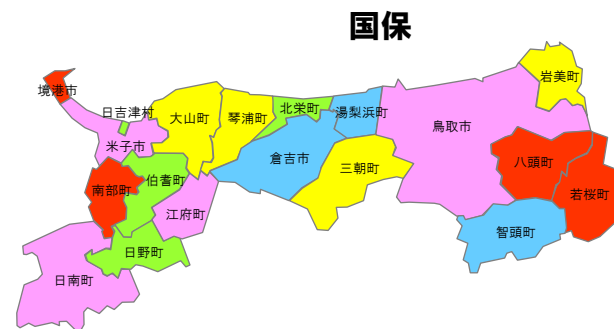 国保
境港市
日吉津村
大山町
琴浦町
北栄町
湯梨浜町
岩美町
米子市
鳥取市
倉吉市
三朝町
八頭町
南部町
伯耆町
若桜町
江府町
智頭町
日野町
日南町